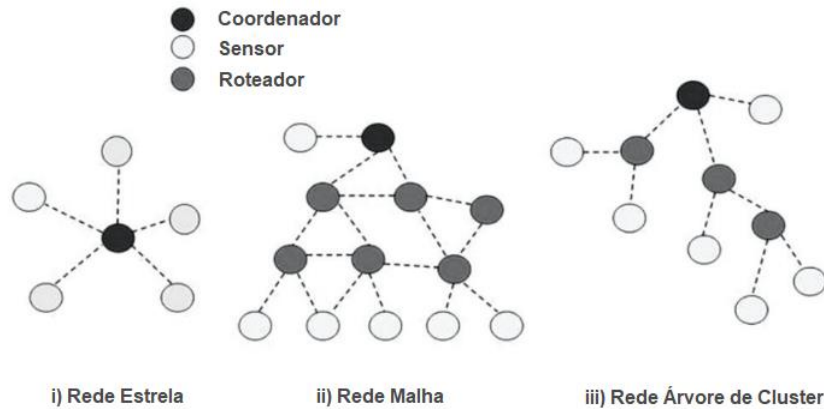 Coordenador
Sensor
Roteador
i) Rede Estrela
ii) Rede Malha
iii) Rede Árvore de Cluster